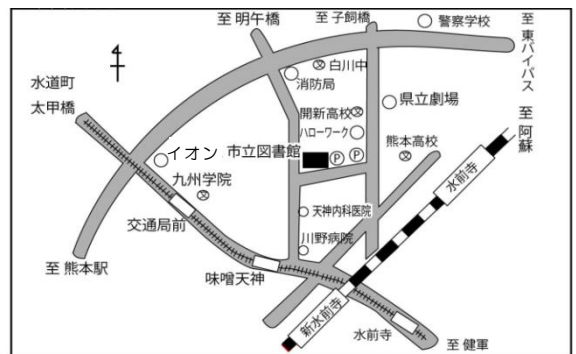 至 明午橋
至 子飼橋
警察学校
至 東バイパス
水道町
太甲橋
白川中
消防局
開新高校
県立劇場
至 阿蘇
ハローワーク
熊本高校
イオン
市立図書館
P
P
九州学院
水前寺
天神内科医院
交通局前
川野病院
至 熊本駅
味噌天神
新水前寺
水前寺
至 健軍